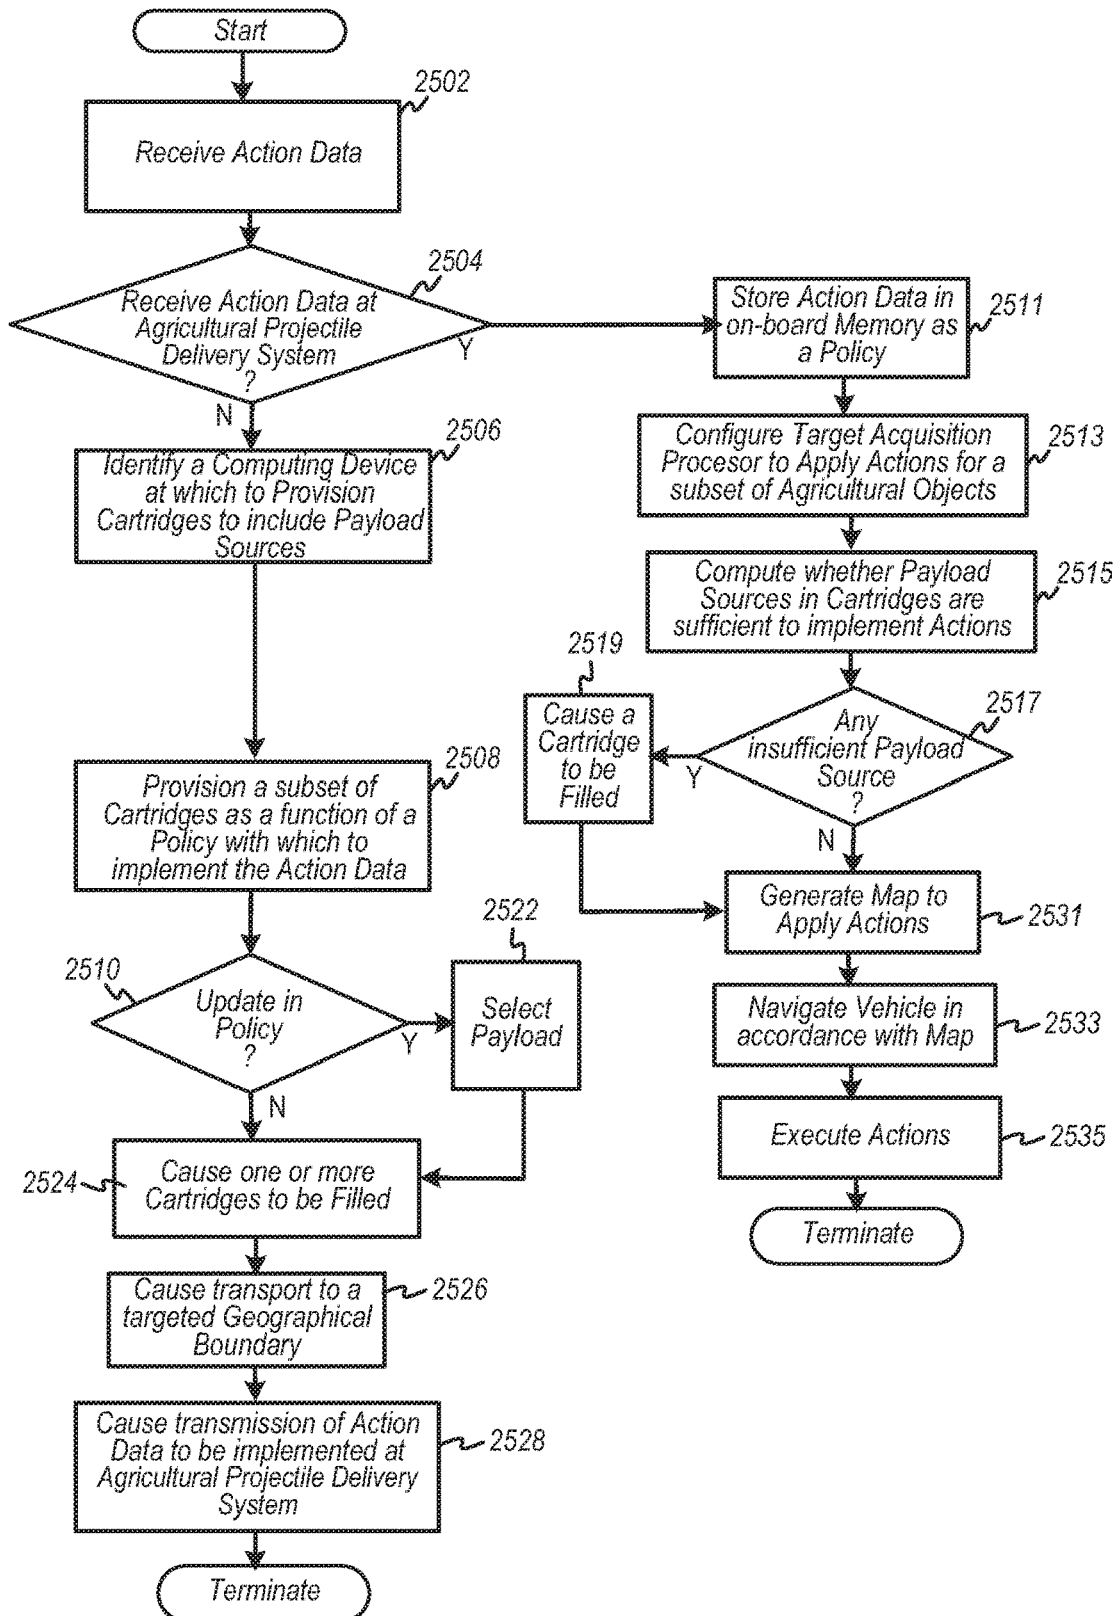 Start
2502
Receive Action Data
2504
Receive Action Data at
Agricultural Projectile
Delivery System
?
Y
N
2506
Identify a Computing Device
at which to Provision
Cartridges to include Payload
Sources
2508
Provision a subset of
Cartridges as a function of a
Policy with which to
implement the Action Data
2510
Update in
Policy
?
Y
N
2522
Select
Payload
2524
Cause one or more
Cartridges to be Filled
Cause transport to a
targeted Geographical
Boundary
2526
Cause transmission of Action
Data to be implemented at
Agricultural Projectile Delivery
System
2528
Terminate
Store Action Data in
on-board Memory as
a Policy
2511
Configure Target Acquisition
Procesor to Apply Actions for a
subset of Agricultural Objects
2513
Compute whether Payload
Sources in Cartridges are
sufficient to implement Actions
2515
2517
Any
insufficient Payload
Source
?
Y
N
2519
Cause a
Cartridge
to be
Filled
Generate Map to
Apply Actions
2531
Navigate Vehicle in
accordance with Map
2533
Execute Actions
2535
Terminate